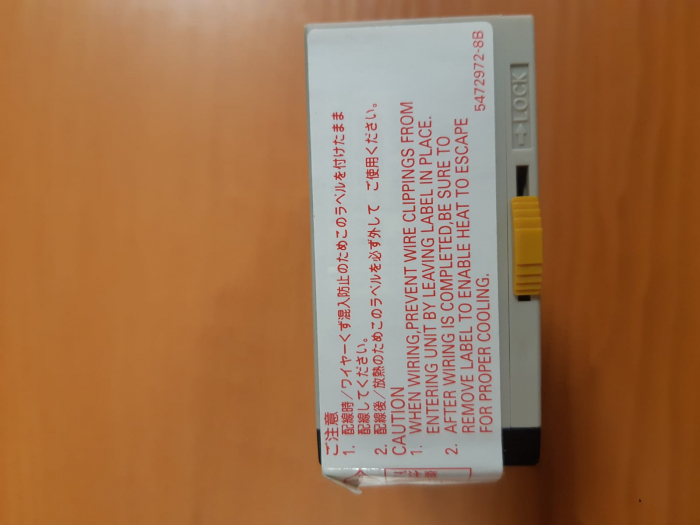 ご注意
1. 配線時/ワイヤーくず混入防止のためこのラベルを付けたまま
配線してください。
2. 配線後/放熱のためこのラベルを必ず外して ご使用ください。
CAUTION
1. WHEN WIRING,PREVENT WIRE CLIPPINGS FROM
ENTERING UNIT BY LEAVING LABEL IN PLACE.
2. AFTER WIRING IS COMPLETED,BE SURE TO
REMOVE LABEL TO ENABLE HEAT TO ESCAPE
FOR PROPER COOLING.
5472972-8B
LOCK